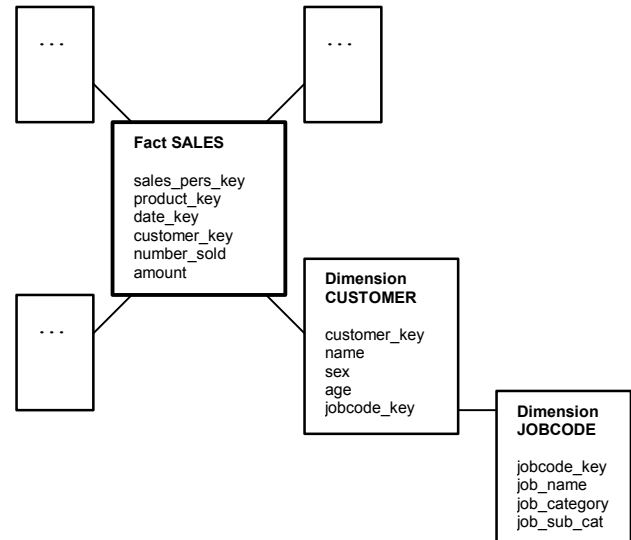 ...
...
Fact SALES
sales_pers_key
product_key
date_key
customer_key
number_sold
amount
...
Dimension
CUSTOMER
customer_key
name
sex
age
jobcode_key
Dimension
JOBCODE
jobcode_key
job_name
job_category
job_sub_cat